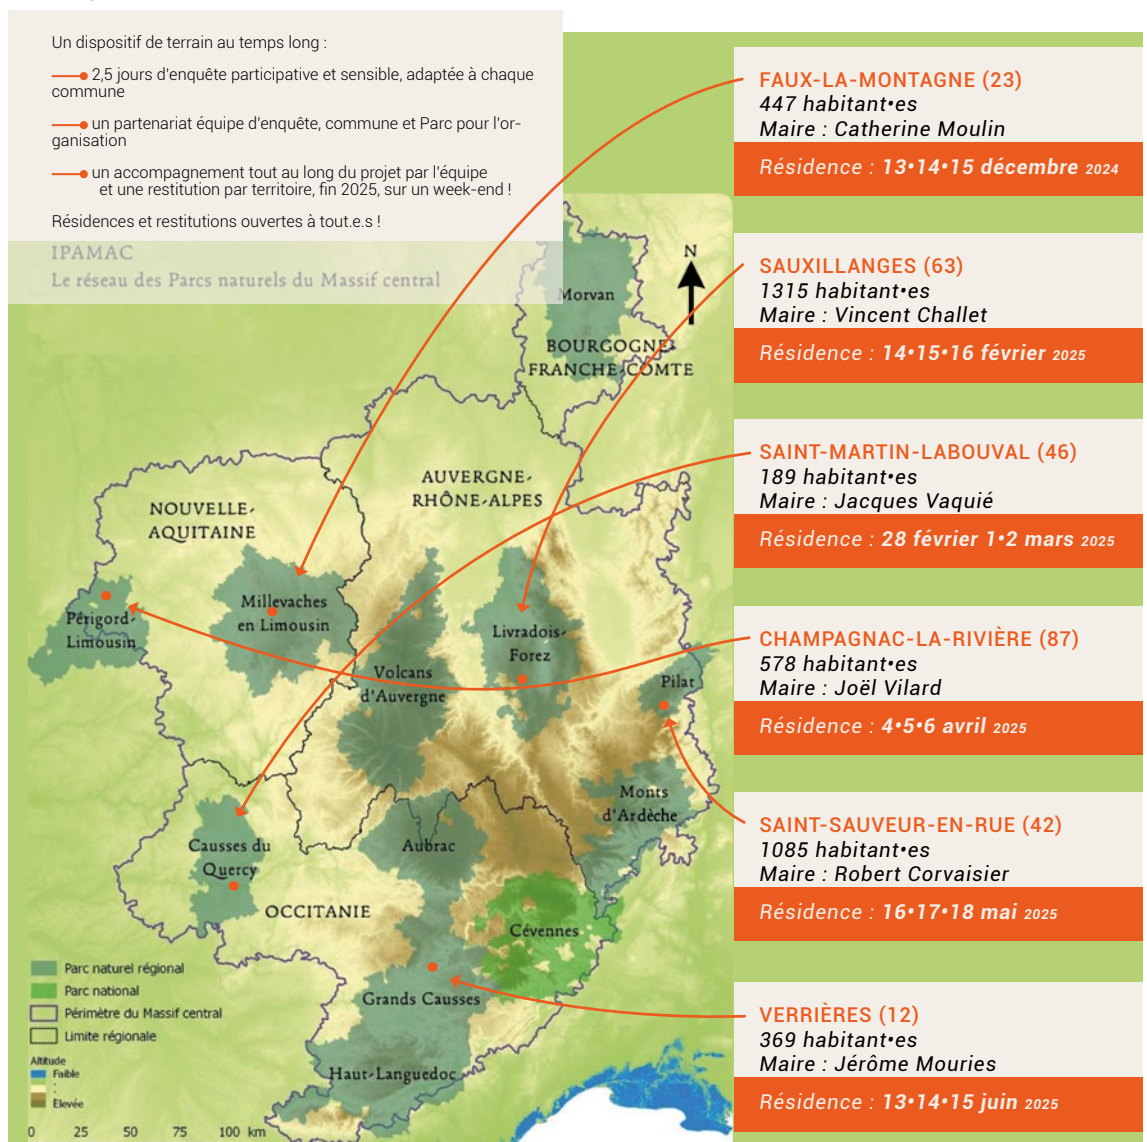 Un dispositif de terrain au temps long :
2,5 jours d'enquête participative et sensible, adaptée à chaque
commune
un partenariat équipe d'enquête, commune et Parc pour l'or-
ganisation
un accompagnement tout au long du projet par l'équipe
et une restitution par territoire, fin 2025, sur un week-end !
Résidences et restitutions ouvertes à tout.e.s !
IPAMAC
Le réseau des Parcs naturels du Massif central
N
Morvan
BOURGOGNE-
FRANCHE-COMTE
AUVERGNE-
RHÔNE-ALPES
NOUVELLE-
AQUITAINE
Millevaches
en Limousin
Périgord-
Limousin
Livradois-
Forez
Volcans
d'Auvergne
Pilat
Monts
d'Ardèche
Aubrac
Causses du
Quercy
OCCITANIE
Cévennes
Grands Causses
Haut-Languedoc
Parc naturel régional
Parc national
Périmètre du Massif central
Limite régionale
Altitude
Faible
:
Élevée
0 25 50 75 100 km
FAUX-LA-MONTAGNE (23)
447 habitant•es
Maire : Catherine Moulin
Résidence : 13•14•15 décembre 2024
SAUXILLANGES (63)
1315 habitant•es
Maire : Vincent Challet
Résidence : 14•15•16 février 2025
SAINT-MARTIN-LABOUVAL (46)
189 habitant•es
Maire : Jacques Vaquié
Résidence : 28 février 1•2 mars 2025
CHAMPAGNAC-LA-RIVIÈRE (87)
578 habitant•es
Maire : Joël Vilard
Résidence : 4•5•6 avril 2025
SAINT-SAUVEUR-EN-RUE (42)
1085 habitant•es
Maire : Robert Corvaisier
Résidence : 16•17•18 mai 2025
VERRIÈRES (12)
369 habitant•es
Maire : Jérôme Mouries
Résidence : 13•14•15 juin 2025